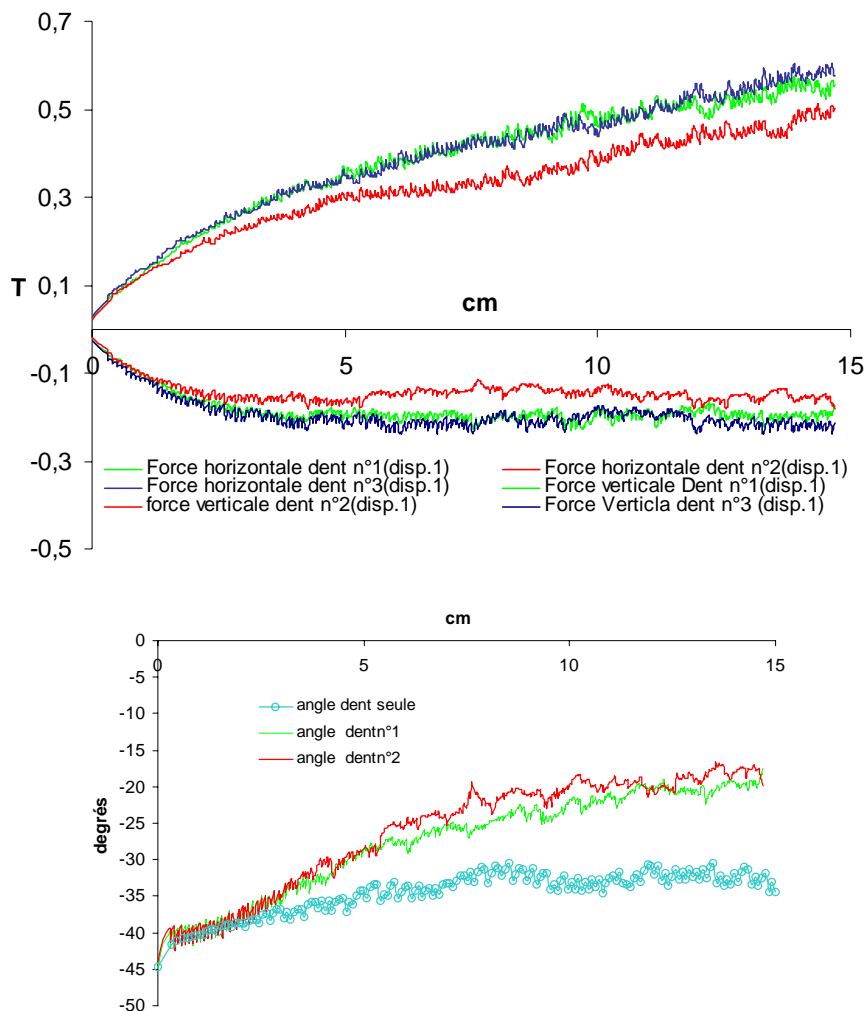 0,7
0,5
0,3
T
0,1
cm
0
5
10
15
-0,1
-0,3
Force horizontale dent n°1(disp.1)
Force horizontale dent n°2(disp.1)
Force horizontale dent n°3(disp.1)
Force verticale Dent n°1(disp.1)
force verticale dent n°2(disp.1)
Force Verticla dent n°3 (disp.1)
-0,5
cm
0
0
5
10
15
-5
-10
angle dent seule
angle dentn°1
angle dentn°2
-15
-20
degrés
-25
-30
-35
-40
-45
-50